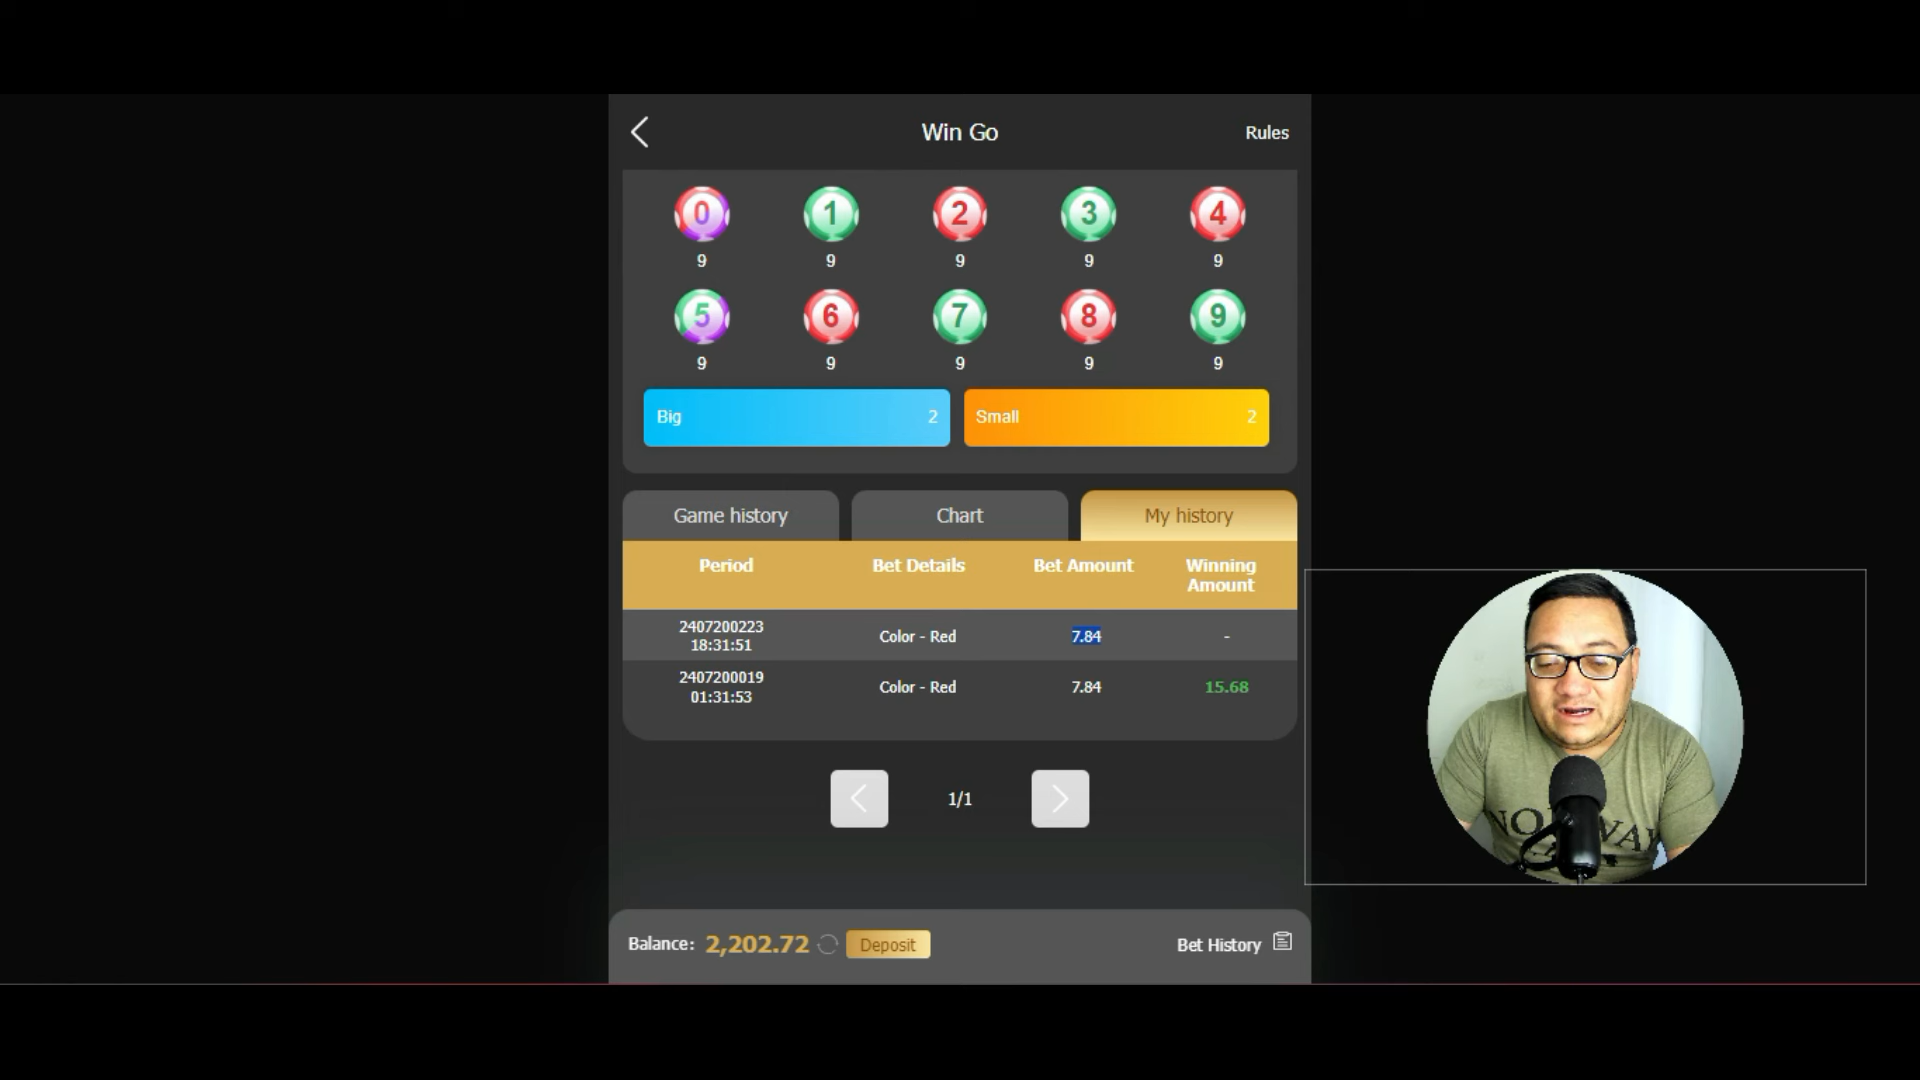 Win Go
Rules
0 1 2 3 4
9 9 9 9 9
5 6 7 8 9
9 9 9 9 9
Big 2
Small 2
Game history
Chart
My history
Period
Bet Details
Bet Amount
Winning
Amount
2407200223
18:31:51
Color - Red
7.84
-
2407200019
01:31:53
Color - Red
7.84
15.68
1/1
Balance: 2,202.72
Deposit
Bet History